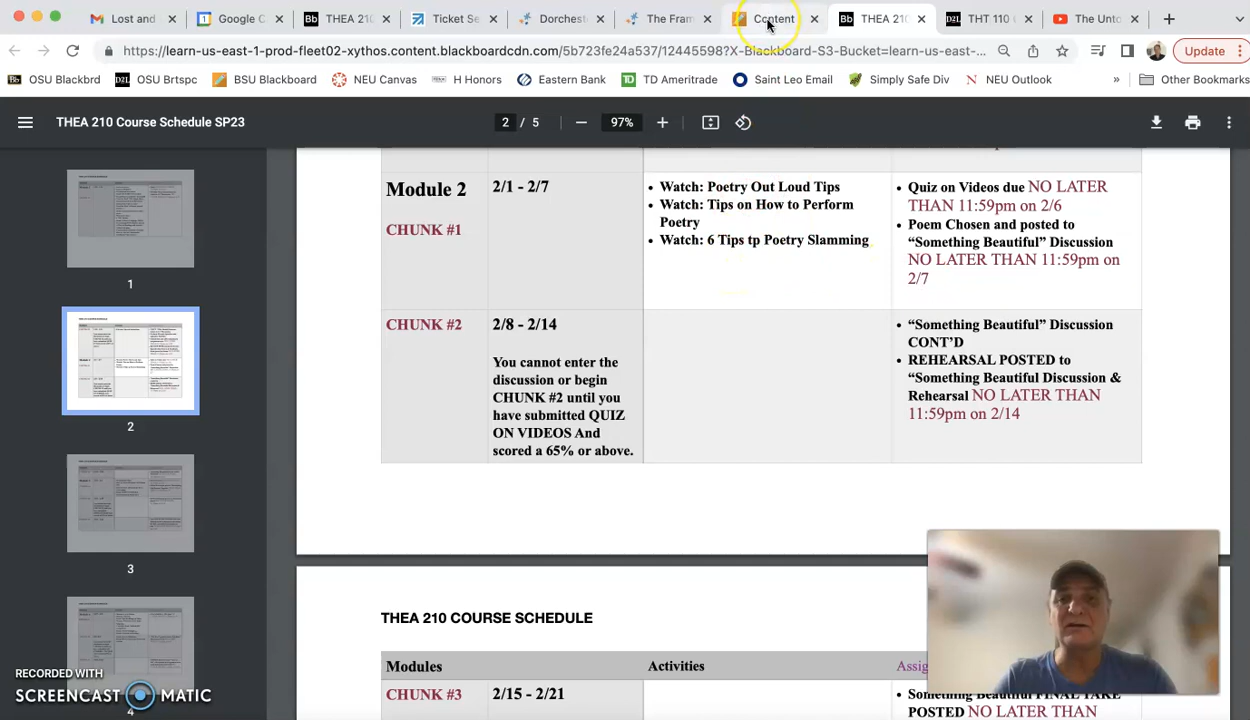 Lost and
Google C
THEA 210
Ticket Se
Dorchest
The Fram
Content
THEA 210
THT 110
The Unto
https://learn-us-east-1-prod-fleet02-xythos.content.blackboardcdn.com/5b723fe24a537/12445598?X-Blackboard-S3-Bucket=learn-us-east-...
Update
OSU Blackbrd
OSU Brtspc
BSU Blackboard
NEU Canvas
H Honors
Eastern Bank
TD Ameritrade
Saint Leo Email
Simply Safe Div
NEU Outlook
»
Other Bookmarks
THEA 210 Course Schedule SP23
2 / 5
97%
Module 2
2/1 - 2/7
CHUNK #1
• Watch: Poetry Out Loud Tips
• Watch: Tips on How to Perform
Poetry
• Watch: 6 Tips tp Poetry Slamming
• Quiz on Videos due NO LATER
THAN 11:59pm on 2/6
• Poem Chosen and posted to
“Something Beautiful” Discussion
NO LATER THAN 11:59pm on
2/7
CHUNK #2
2/8 - 2/14
You cannot enter the
discussion or begin
CHUNK #2 until you
have submitted QUIZ
ON VIDEOS And
scored a 65% or above.
• “Something Beautiful” Discussion
CONT’D
• REHEARSAL POSTED to
“Something Beautiful Discussion &
Rehearsal NO LATER THAN
11:59pm on 2/14
THEA 210 COURSE SCHEDULE
Modules
Activities
CHUNK #3
2/15 - 2/21
• Something Beautiful FINAL TAKE
POSTED NO LATER THAN
1
2
3
4
RECORDED WITH
SCREENCAST MATIC